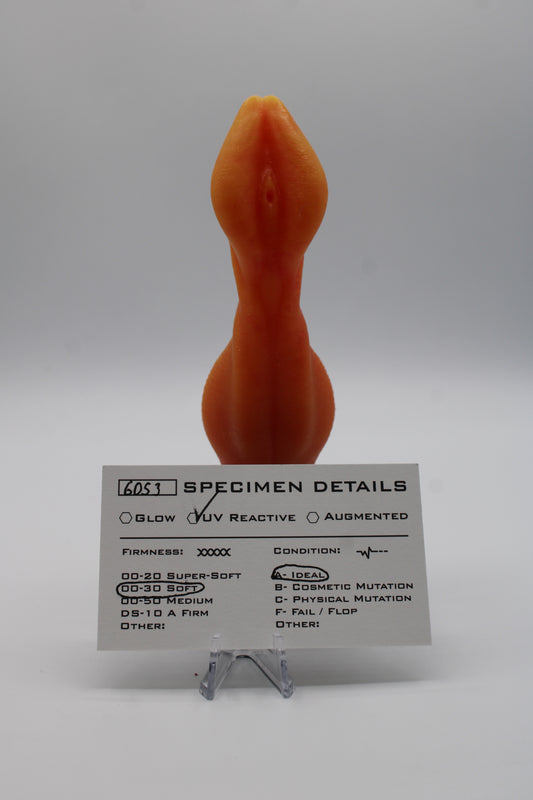 6053 SPECIMEN DETAILS
GLOW UV REACTIVE AUGMENTED
FIRMNESS: XXXXX CONDITION:
00-20 SUPER-SOFT A- IDEAL
00-30 SOFT B- COSMETIC MUTATION
00-50 MEDIUM C- PHYSICAL MUTATION
DS-10 A FIRM F- FAIL / FLOP
OTHER: OTHER: